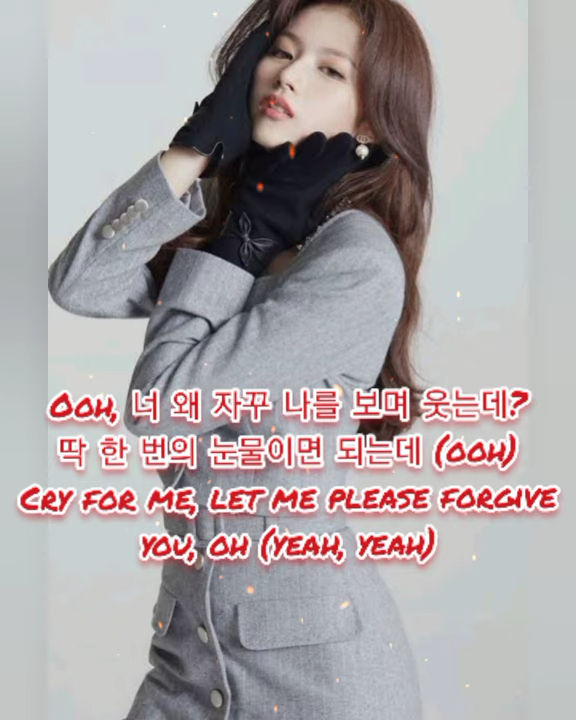 Ooh, 너 왜 자꾸 나를 보며 웃는데?
딱 한 번의 눈물이면 되는데 (ooh)
Cry for me, let me please forgive
you, oh (yeah, yeah)